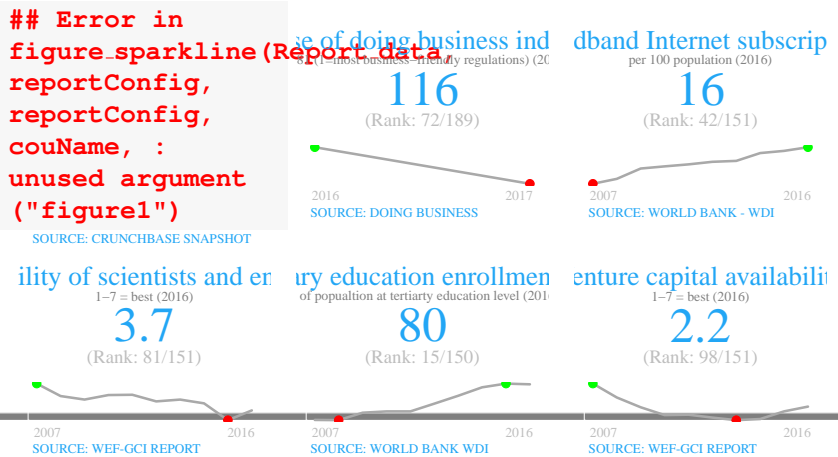 ## Error in
figure_sparkline(Report_data,
reportConfig,
reportConfig,
couName, :
unused argument
("figure1")
SOURCE: CRUNCHBASE SNAPSHOT
se of doing business ind
(1=most business−friendly regulations) (20
116
(Rank: 72/189)
2016 2017
SOURCE: DOING BUSINESS
dband Internet subscrip
per 100 population (2016)
16
(Rank: 42/151)
2007 2016
SOURCE: WORLD BANK - WDI
ility of scientists and en
1−7 = best (2016)
3.7
(Rank: 81/151)
2007 2016
SOURCE: WEF-GCI REPORT
ary education enrollmen
of popualtion at tertiarty education level (201
80
(Rank: 15/150)
2007 2016
SOURCE: WORLD BANK WDI
enture capital availabili
1−7 = best (2016)
2.2
(Rank: 98/151)
2007 2016
SOURCE: WEF-GCI REPORT